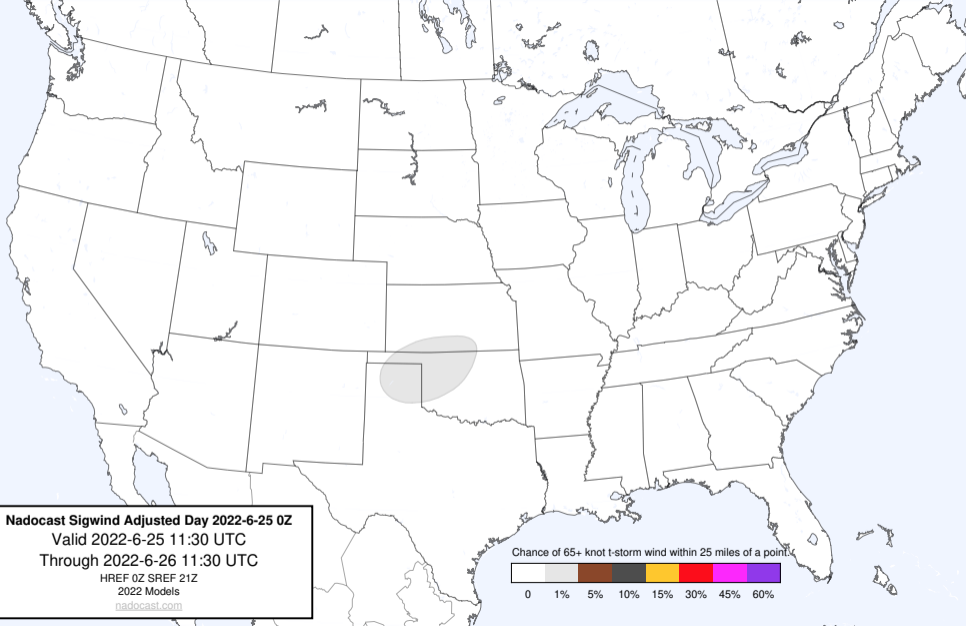 Nadocast Sigwind Adjusted Day 2022-6-25 0Z
Valid 2022-6-25 11:30 UTC
Through 2022-6-26 11:30 UTC
HREF 0Z SREF 21Z
2022 Models
nadocast.com
Chance of 65+ knot t-storm wind within 25 miles of a point.
0 1% 5% 10% 15% 30% 45% 60%